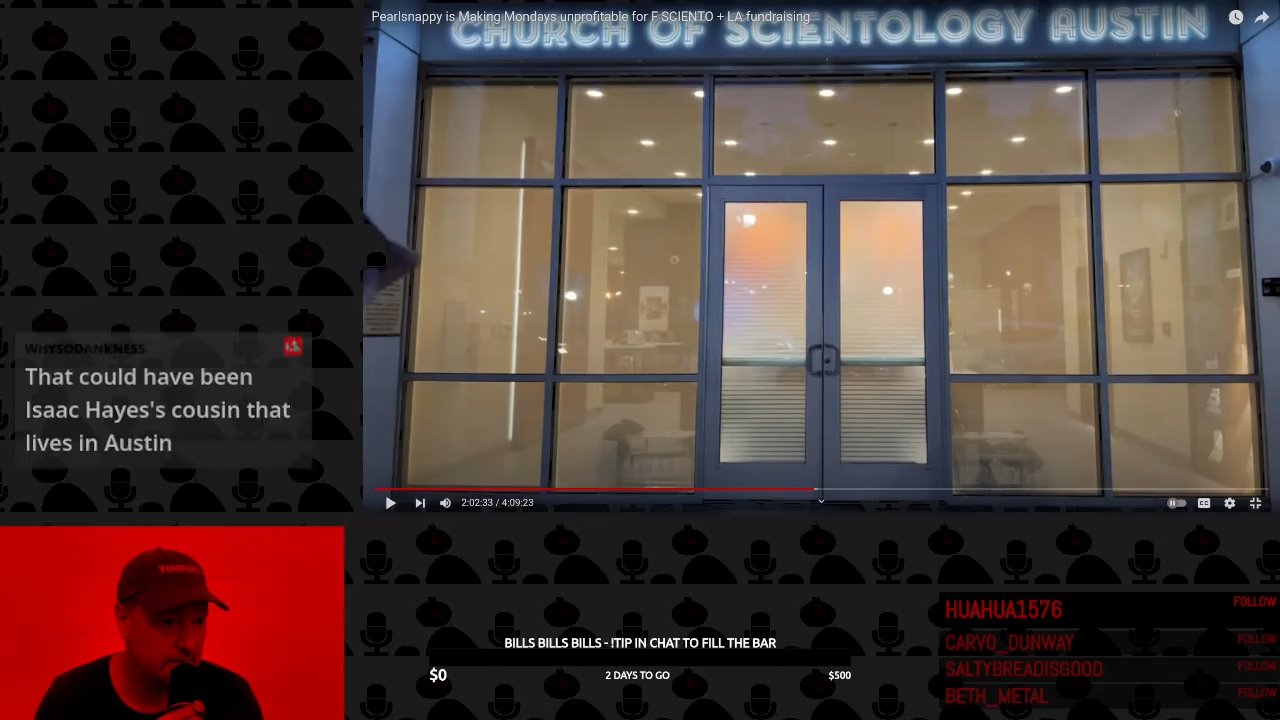 Pearlsnappy is Making Mondays unprofitable for F SCIENTO + LA fundraising
CHURCH OF SCIENTOLOGY AUSTIN
WHYSODANKNESS
That could have been
Isaac Hayes's cousin that
lives in Austin
2:02:33 / 4:09:23
CC
BILLS BILLS BILLS - !TIP IN CHAT TO FILL THE BAR
$0
2 DAYS TO GO
$500
HUAHUA1576 FOLLOW
CARVO_DUNWAY FOLLOW
SALTYBREADISGOOD FOLLOW
BETH_METAL FOLLOW